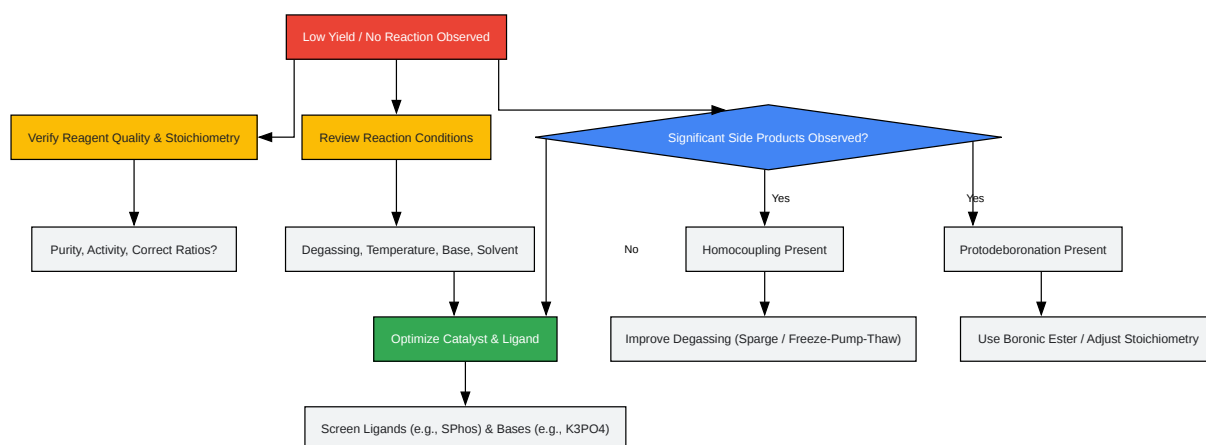 Low Yield / No Reaction Observed
Verify Reagent Quality & Stoichiometry
Review Reaction Conditions
Significant Side Products Observed?
Yes
Yes
Purity, Activity, Correct Ratios?
Degassing, Temperature, Base, Solvent
No
Homocoupling Present
Protodeboronation Present
Optimize Catalyst & Ligand
Improve Degassing (Sparge / Freeze-Pump-Thaw)
Use Boronic Ester / Adjust Stoichiometry
Screen Ligands (e.g., SPhos) & Bases (e.g., K3PO4)